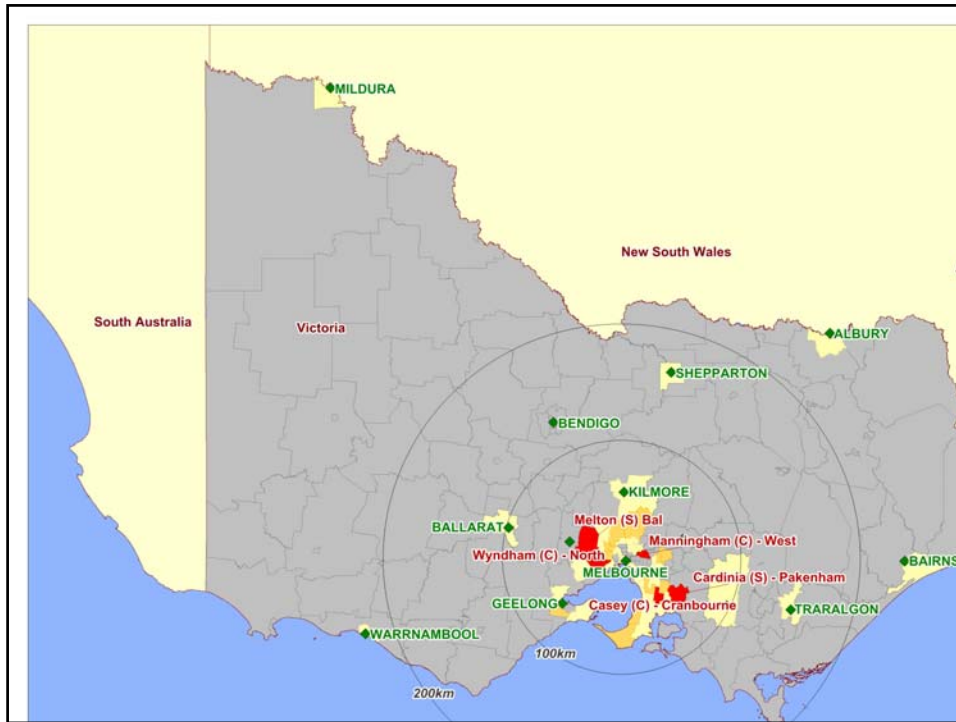 MILDURA
New South Wales
South Australia
Victoria
ALBURY
SHEPPARTON
BENDIGO
KILMORE
BALLARAT
Melton (S) Bal
Manningham (C) - West
Wyndham (C) - North
MELBOURNE
BAIRNS
Cardinia (S) - Pakenham
GEELONG
Casey (C) - Cranbourne
TRARALGON
WARRNAMBOOL
100km
200km